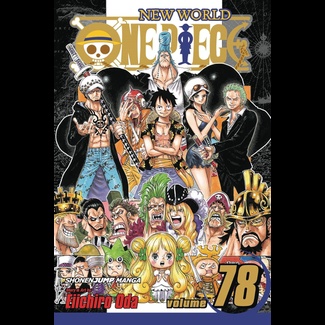 NEW WORLD
ONE PIECE
SHONEN JUMP MANGA
Eiichiro Oda
volume 78